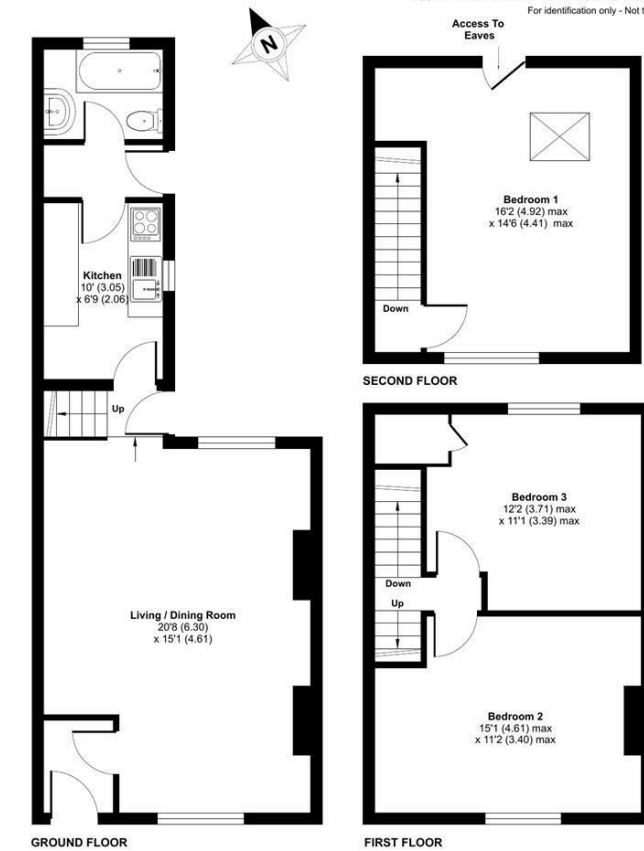 For identification only - Not t
Access To
Eaves
N
Bedroom 1
16'2 (4.92) max
x 14'6 (4.41) max
Down
SECOND FLOOR
Kitchen
10' (3.05)
x 6'9 (2.06)
Up
Living / Dining Room
20'8 (6.30)
x 15'1 (4.61)
GROUND FLOOR
Bedroom 3
12'2 (3.71) max
x 11'1 (3.39) max
Down
Up
Bedroom 2
15'1 (4.61) max
x 11'2 (3.40) max
FIRST FLOOR